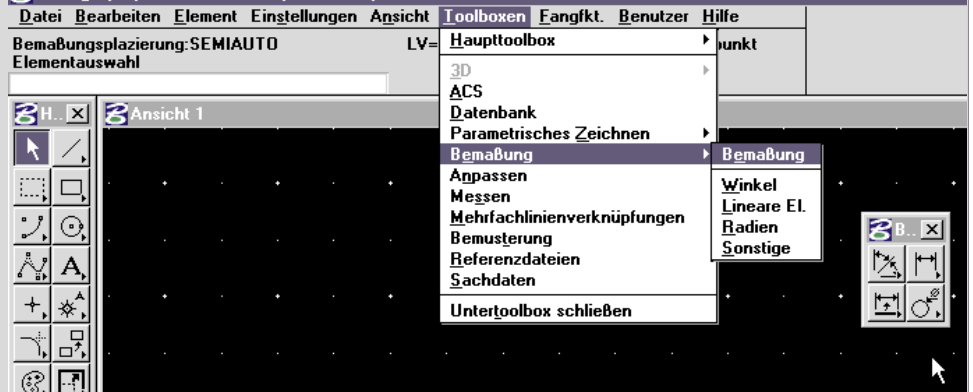 Datei Bearbeiten Element Einstellungen Ansicht Toolboxen Fangfkt. Benutzer Hilfe
Bemaßungsplazierung:SEMIAUTO LV= punkt
Elementauswahl
Haupttoolbox
3D
ACS
Datenbank
Parametrisches Zeichnen
Bemaßung
Anpassen
Messen
Mehrfachlinienverknüpfungen
Bemusterung
Referenzdateien
Sachdaten
Untertoolbox schließen
Bemaßung
Winkel
Lineare El.
Radien
Sonstige
H..
Ansicht 1
B..
A
A